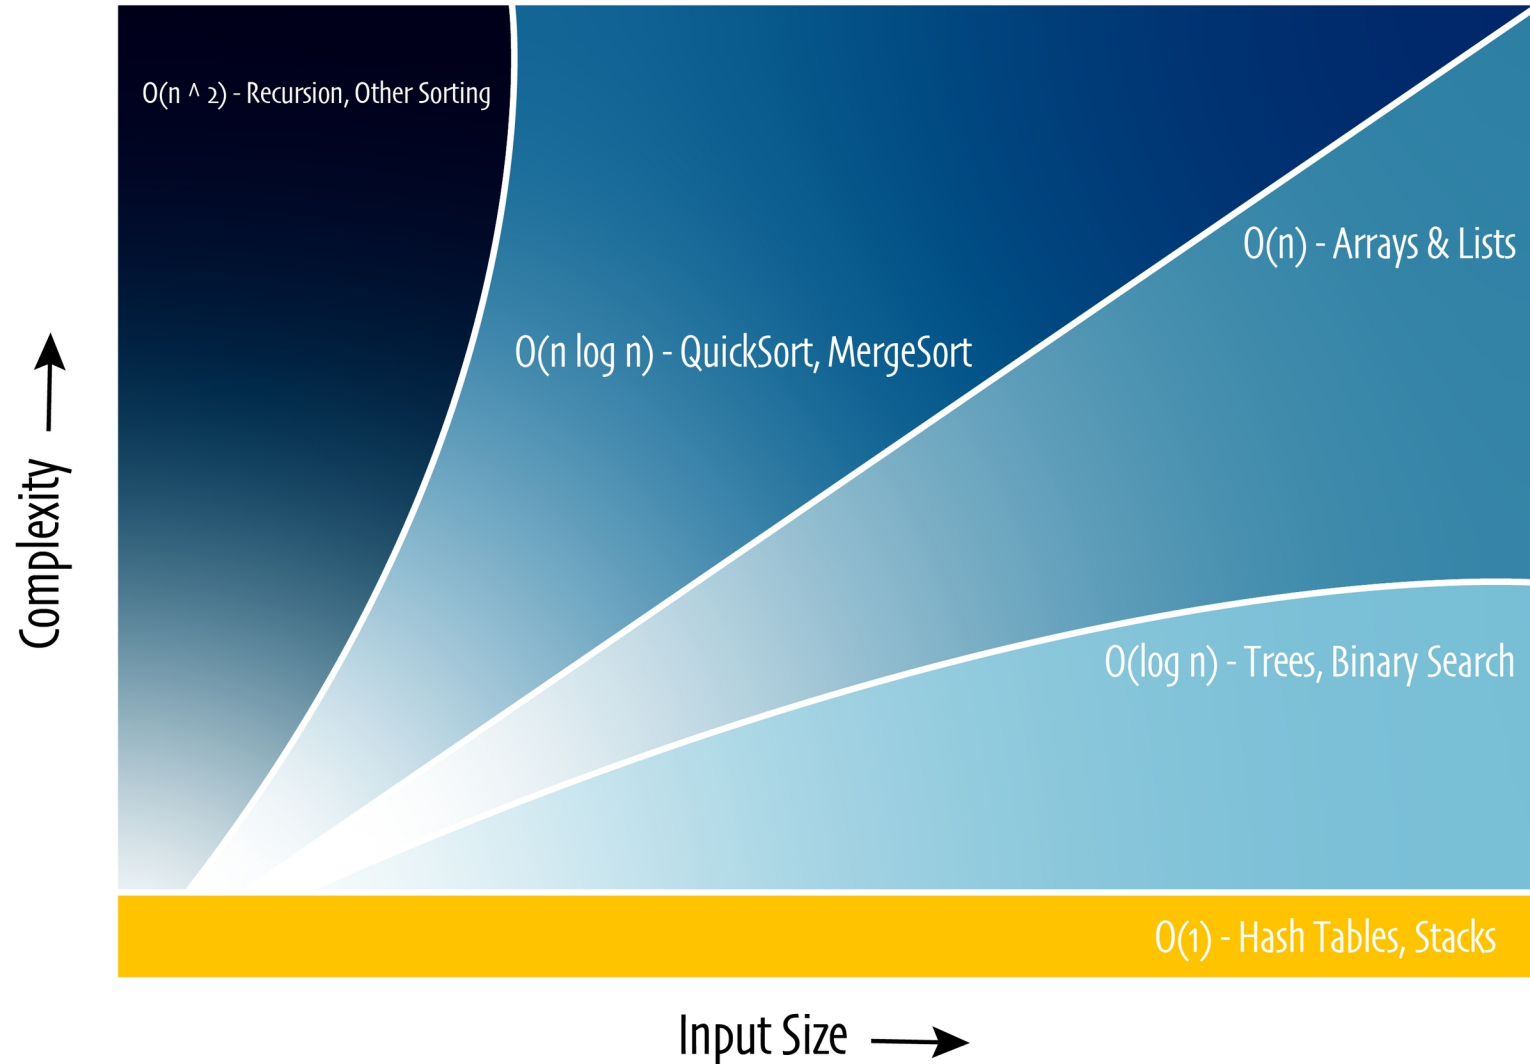 O(n ^ 2) - Recursion, Other Sorting
O(n) - Arrays & Lists
O(n log n) - QuickSort, MergeSort
Complexity
O(log n) - Trees, Binary Search
O(1) - Hash Tables, Stacks
Input Size